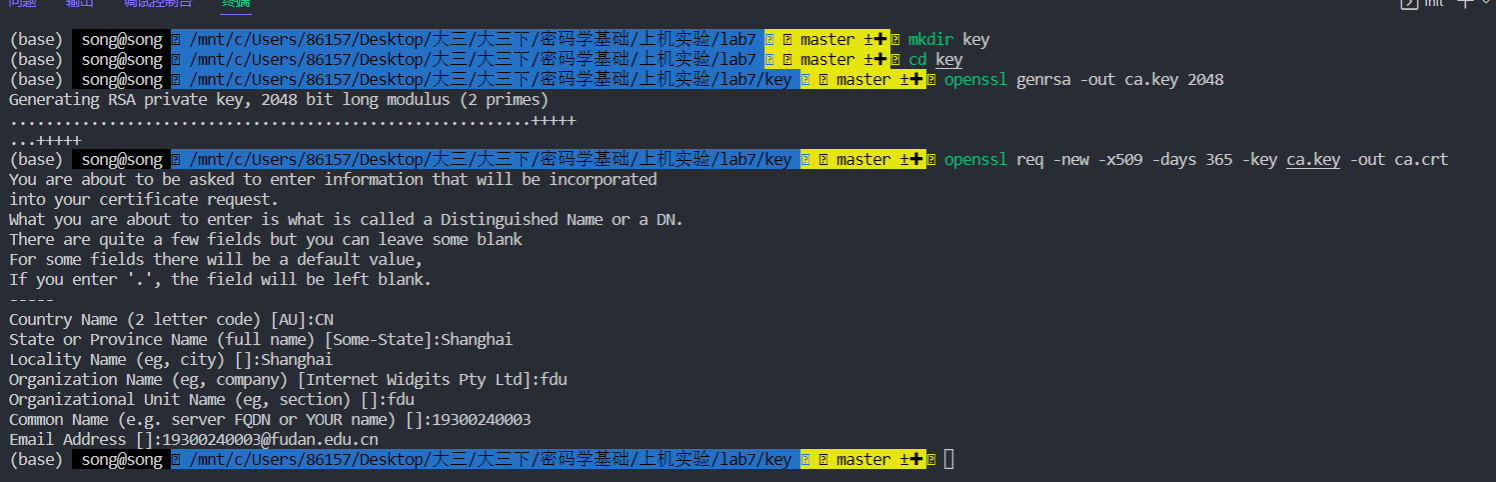 问题 输出 调试控制台 终端 init
(base) song@song /mnt/c/Users/86157/Desktop/大三/大三下/密码学基础/上机实验/lab7 master ±✚ mkdir key
(base) song@song /mnt/c/Users/86157/Desktop/大三/大三下/密码学基础/上机实验/lab7 master ±✚ cd key
(base) song@song /mnt/c/Users/86157/Desktop/大三/大三下/密码学基础/上机实验/lab7/key master ±✚ openssl genrsa -out ca.key 2048
Generating RSA private key, 2048 bit long modulus (2 primes)
..........................................................+++++
...+++++
(base) song@song /mnt/c/Users/86157/Desktop/大三/大三下/密码学基础/上机实验/lab7/key master ±✚ openssl req -new -x509 -days 365 -key ca.key -out ca.crt
You are about to be asked to enter information that will be incorporated
into your certificate request.
What you are about to enter is what is called a Distinguished Name or a DN.
There are quite a few fields but you can leave some blank
For some fields there will be a default value,
If you enter '.', the field will be left blank.
-----
Country Name (2 letter code) [AU]:CN
State or Province Name (full name) [Some-State]:Shanghai
Locality Name (eg, city) []:Shanghai
Organization Name (eg, company) [Internet Widgits Pty Ltd]:fdu
Organizational Unit Name (eg, section) []:fdu
Common Name (e.g. server FQDN or YOUR name) []:19300240003
Email Address []:19300240003@fudan.edu.cn
(base) song@song /mnt/c/Users/86157/Desktop/大三/大三下/密码学基础/上机实验/lab7/key master ±✚